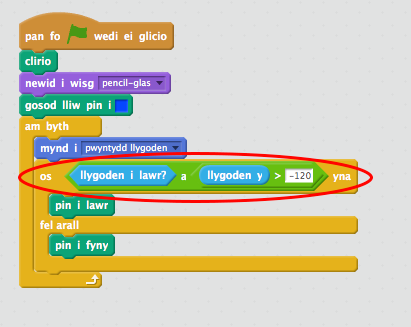 pan fo wedi ei glicio
clirio
newid i wisg pencil-glas
gosod lliw pin i
am byth
mynd i pwyntydd llygoden
os llygoden i lawr? a llygoden y > -120 yna
pin i lawr
fel arall
pin i fyny